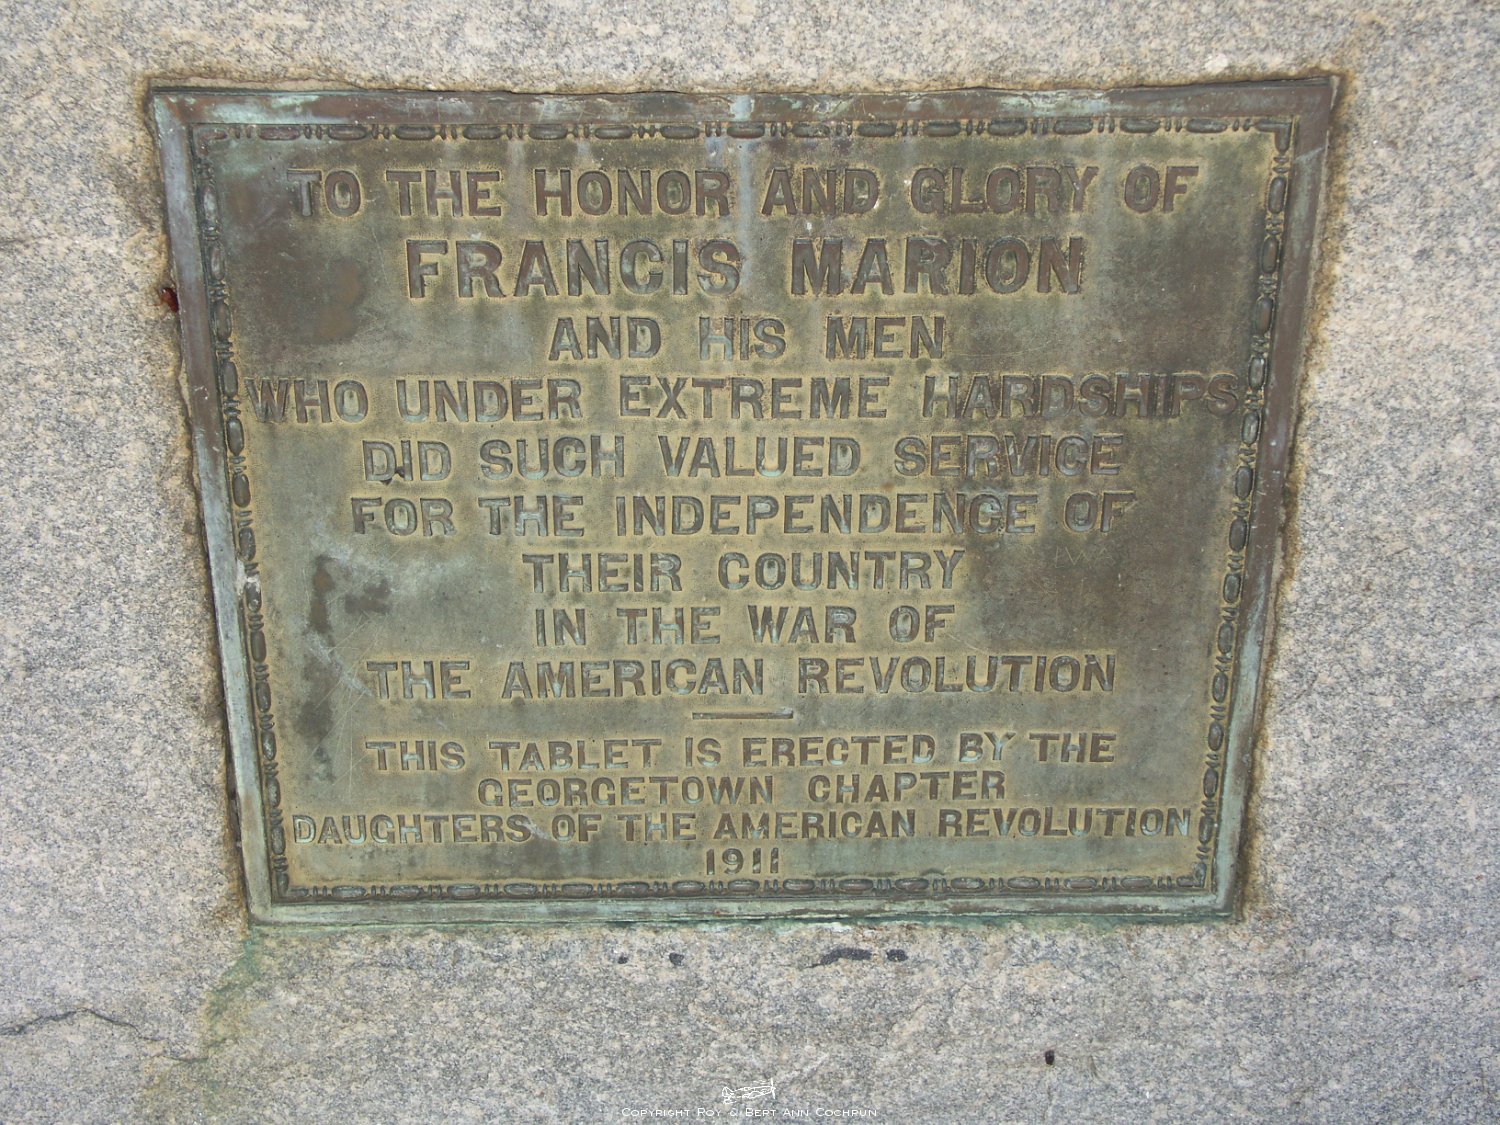 TO THE HONOR AND GLORY OF
FRANCIS MARION
AND HIS MEN
WHO UNDER EXTREME HARDSHIPS
DID SUCH VALUED SERVICE
FOR THE INDEPENDENCE OF
THEIR COUNTRY
IN THE WAR OF
THE AMERICAN REVOLUTION
THIS TABLET IS ERECTED BY THE
GEORGETOWN CHAPTER
DAUGHTERS OF THE AMERICAN REVOLUTION
1911
Copyright Roy & Bert Ann Cochpun